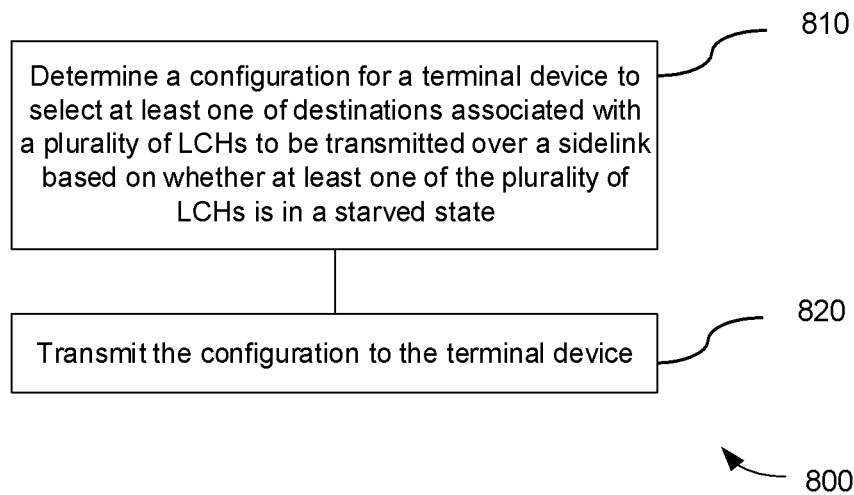 810
Determine a configuration for a terminal device to
select at least one of destinations associated with
a plurality of LCHs to be transmitted over a sidelink
based on whether at least one of the plurality of
LCHs is in a starved state
820
Transmit the configuration to the terminal device
800